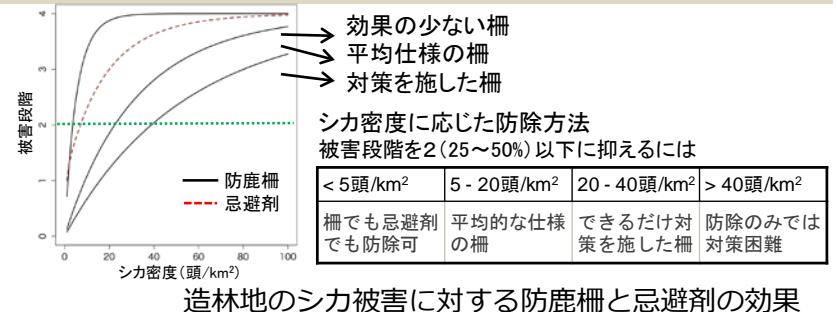 効果の少ない柵
平均仕様の柵
対策を施した柵
被害段階
4
3
2
1
0
防鹿柵
忌避剤
0 20 40 60 80 100
シカ密度(頭/km²)
シカ密度に応じた防除方法
被害段階を2(25～50%)以下に抑えるには
< 5頭/km² 5 - 20頭/km² 20 - 40頭/km² > 40頭/km²
柵でも忌避剤 平均的な仕様 できるだけ対 防除のみでは
でも防除可 の柵 策を施した柵 対策困難
造林地のシカ被害に対する防鹿柵と忌避剤の効果